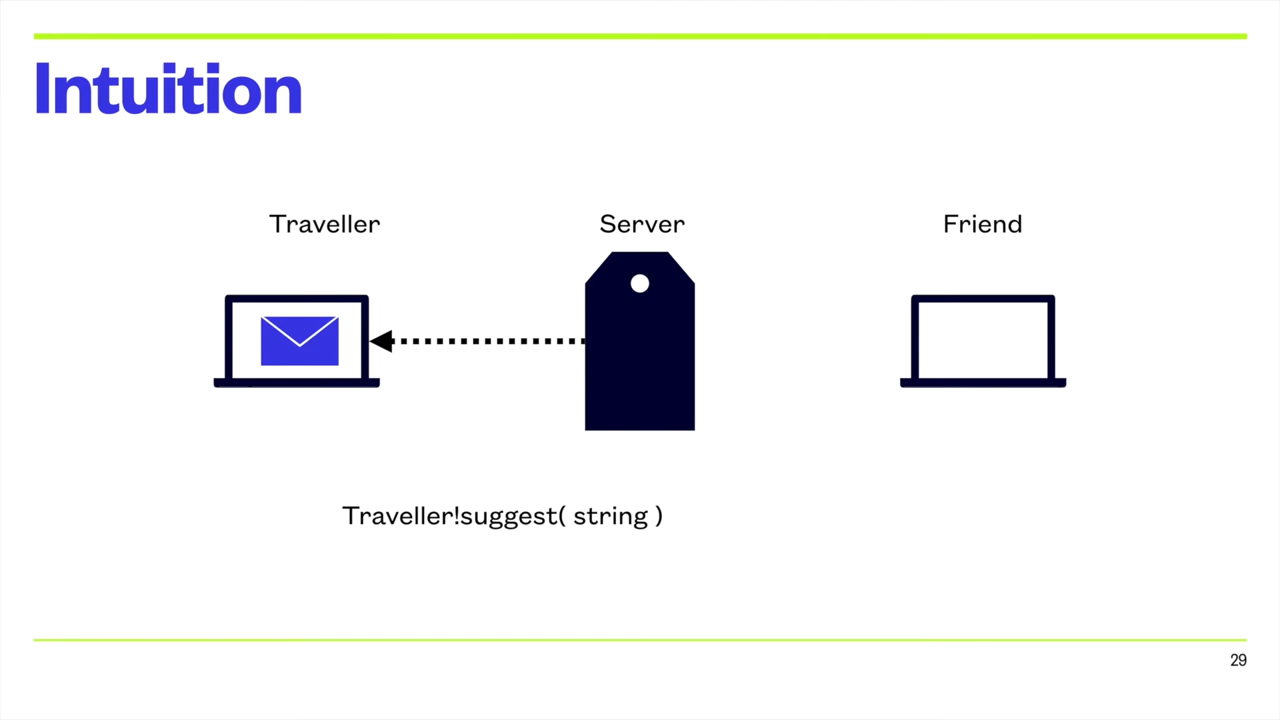 Intuition
Traveller
Server
Friend
Traveller!suggest( string )
29